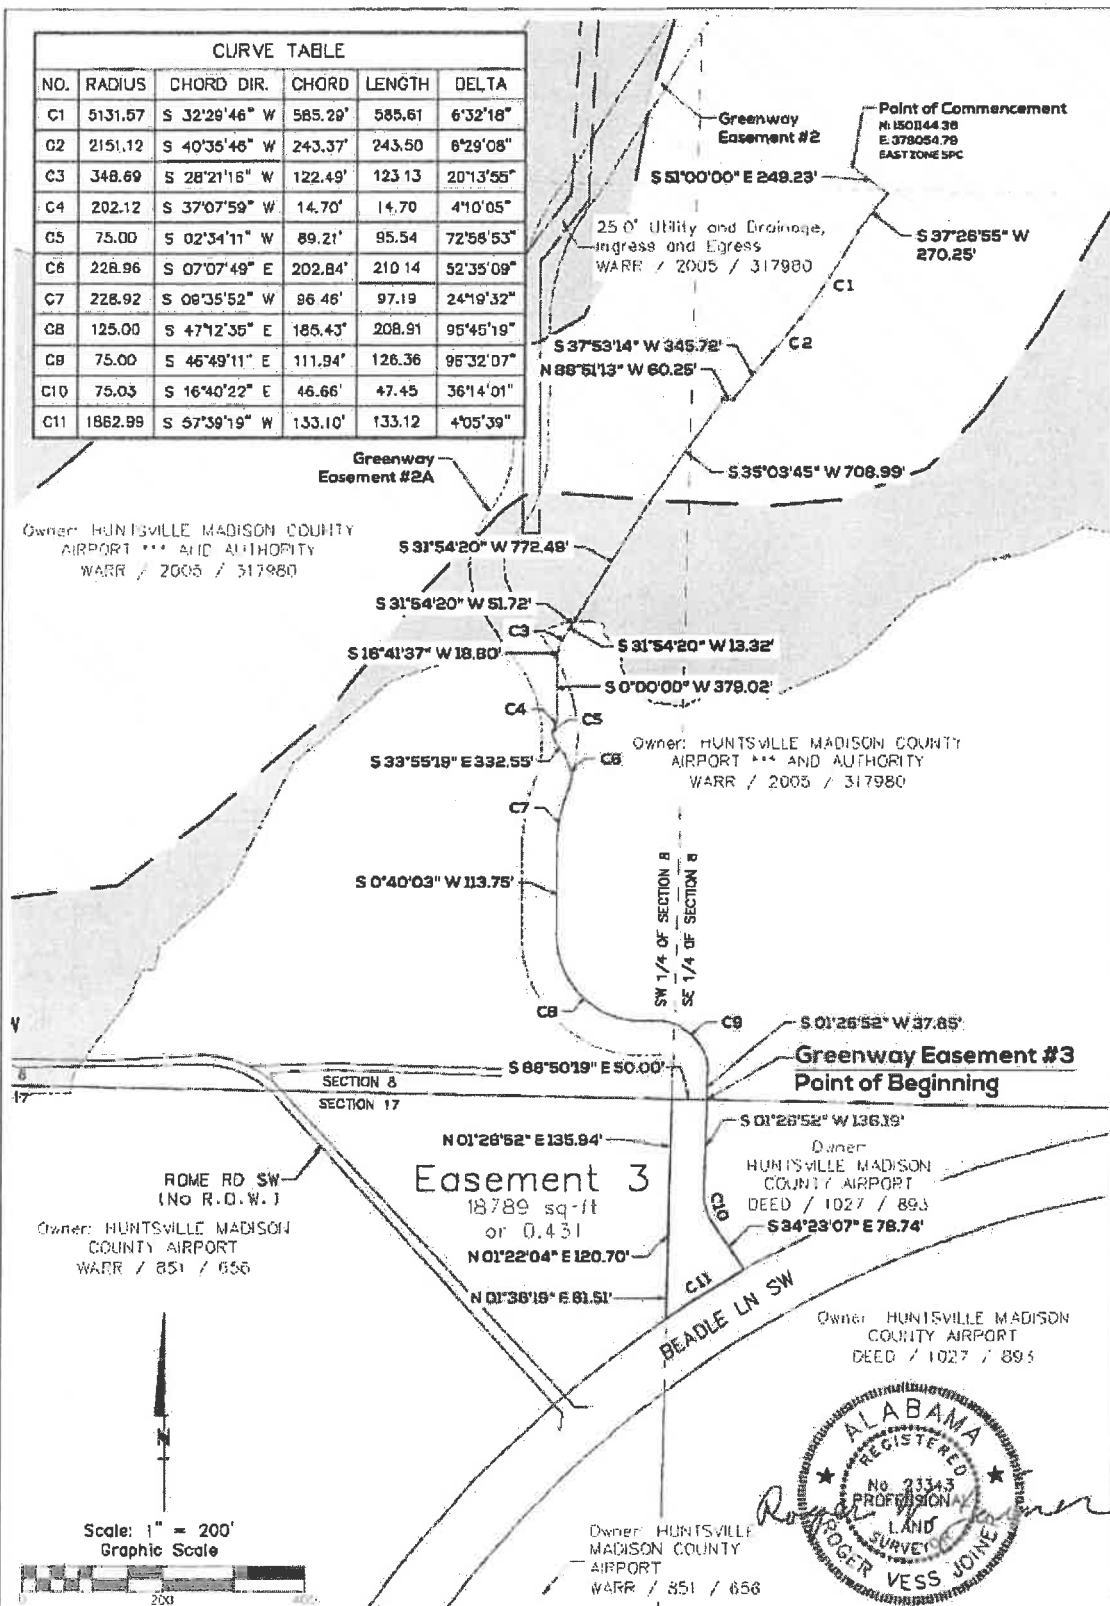 CURVE TABLE
NO. RADIUS CHORD DIR. CHORD LENGTH DELTA
C1 5131.57 S 32°29'46" W 585.29' 585.61 6°32'18"
C2 2151.12 S 40°35'46" W 243.37' 243.50 6°29'08"
C3 348.69 S 28°21'16" W 122.49' 123.13 20°13'55"
C4 202.12 S 37°07'59" W 14.70' 14.70 4°10'05"
C5 75.00 S 02°34'11" W 89.21' 95.54 72°58'53"
C6 228.96 S 07°07'49" E 202.84' 210.14 52°35'09"
C7 228.92 S 09°35'52" W 96.46' 97.19 24°19'32"
C8 125.00 S 47°12'35" E 185.43' 208.91 95°45'19"
C9 75.00 S 46°49'11" E 111.94' 126.36 96°32'07"
C10 75.03 S 16°40'22" E 46.66' 47.45 36°14'01"
C11 1862.99 S 57°39'19" W 133.10' 133.12 4°05'39"
Greenway
Easement #2
Point of Commencement
E: 378054.79
EAST ZONE SPC
S 51°00'00" E 249.23'
25.0' Utility and Drainage,
Ingress and Egress
WARR / 2005 / 317980
S 37°26'55" W
270.25'
C1
C2
S 37°53'14" W 345.72'
N 88°51'13" W 60.25'
Greenway
Easement #2A
S 35°03'45" W 708.99'
Owner: HUNTSVILLE MADISON COUNTY
AIRPORT *** AND AUTHORITY
WARR / 2005 / 317980
S 31°54'20" W 772.49'
S 31°54'20" W 51.72'
C3
S 31°54'20" W 13.32'
S 16°41'37" W 18.80'
S 0°00'00" W 379.02'
C4
C5
Owner: HUNTSVILLE MADISON COUNTY
AIRPORT *** AND AUTHORITY
WARR / 2005 / 317980
S 33°55'19" E 332.55'
C6
C7
S 0°40'03" W 113.75'
SW 1/4 OF SECTION 8
SE 1/4 OF SECTION 8
C8
C9
S 01°26'52" W 37.85'
S 88°50'19" E 50.00'
Greenway Easement #3
Point of Beginning
8
17
SECTION 8
SECTION 17
S 01°26'52" W 136.19'
N 01°26'52" E 135.94'
Owner:
HUNTSVILLE MADISON
COUNTY AIRPORT
DEED / 1027 / 893
Easement 3
18789 sq-ft
or 0.431
ROME RD SW
(No R.O.W.)
Owner: HUNTSVILLE MADISON
COUNTY AIRPORT
WARR / 851 / 656
C10
S 34°23'07" E 78.74'
N 01°22'04" E 120.70'
C11
N 01°38'19" E 81.51'
BEADLE LN SW
Owner: HUNTSVILLE MADISON
COUNTY AIRPORT
DEED / 1027 / 893
N
Scale: 1" = 200'
Graphic Scale
0 200 400
Owner: HUNTSVILLE
MADISON COUNTY
AIRPORT
WARR / 851 / 656
ALABAMA
REGISTERED
No. 23343
PROFESSIONAL
LAND
SURVEYOR
ROGER VESS JOINER